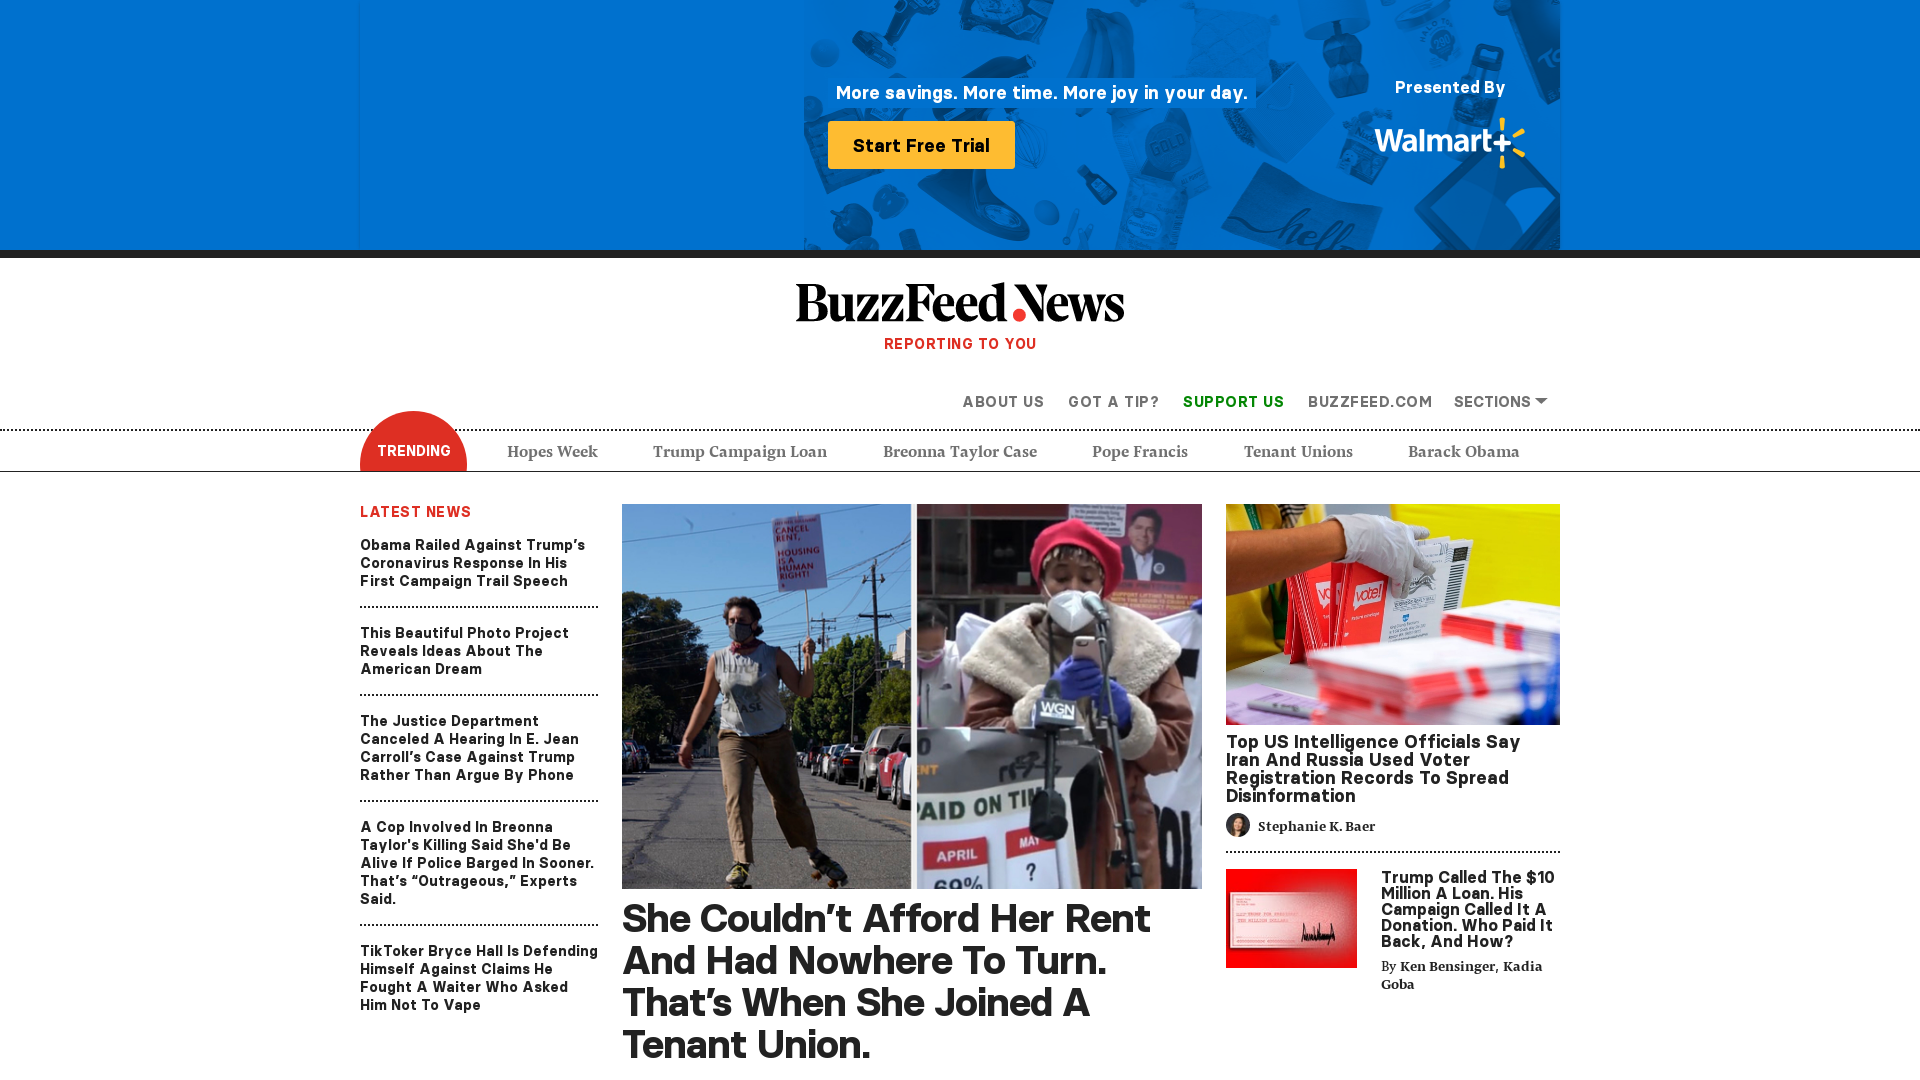 More savings. More time. More joy in your day.
Start Free Trial
Presented By
Walmart+
hello
BuzzFeed News
REPORTING TO YOU
ABOUT US GOT A TIP? SUPPORT US BUZZFEED.COM SECTIONS
TRENDING Hopes Week Trump Campaign Loan Breonna Taylor Case Pope Francis Tenant Unions Barack Obama
LATEST NEWS
Obama Railed Against Trump’s
Coronavirus Response In His
First Campaign Trail Speech
This Beautiful Photo Project
Reveals Ideas About The
American Dream
The Justice Department
Canceled A Hearing In E. Jean
Carroll’s Case Against Trump
Rather Than Argue By Phone
A Cop Involved In Breonna
Taylor's Killing Said She'd Be
Alive If Police Barged In Sooner.
That’s “Outrageous,” Experts
Said.
TikToker Bryce Hall Is Defending
Himself Against Claims He
Fought A Waiter Who Asked
Him Not To Vape
CANCEL
RENT,
HOUSING
IS A
HUMAN
RIGHT!
WGN
PAID ON TIM
APRIL
MAY
69%
?
She Couldn’t Afford Her Rent
And Had Nowhere To Turn.
That’s When She Joined A
Tenant Union.
vote!
Top US Intelligence Officials Say
Iran And Russia Used Voter
Registration Records To Spread
Disinformation
Stephanie K. Baer
Trump Called The $10
Million A Loan. His
Campaign Called It A
Donation. Who Paid It
Back, And How?
By Ken Bensinger, Kadia
Goba